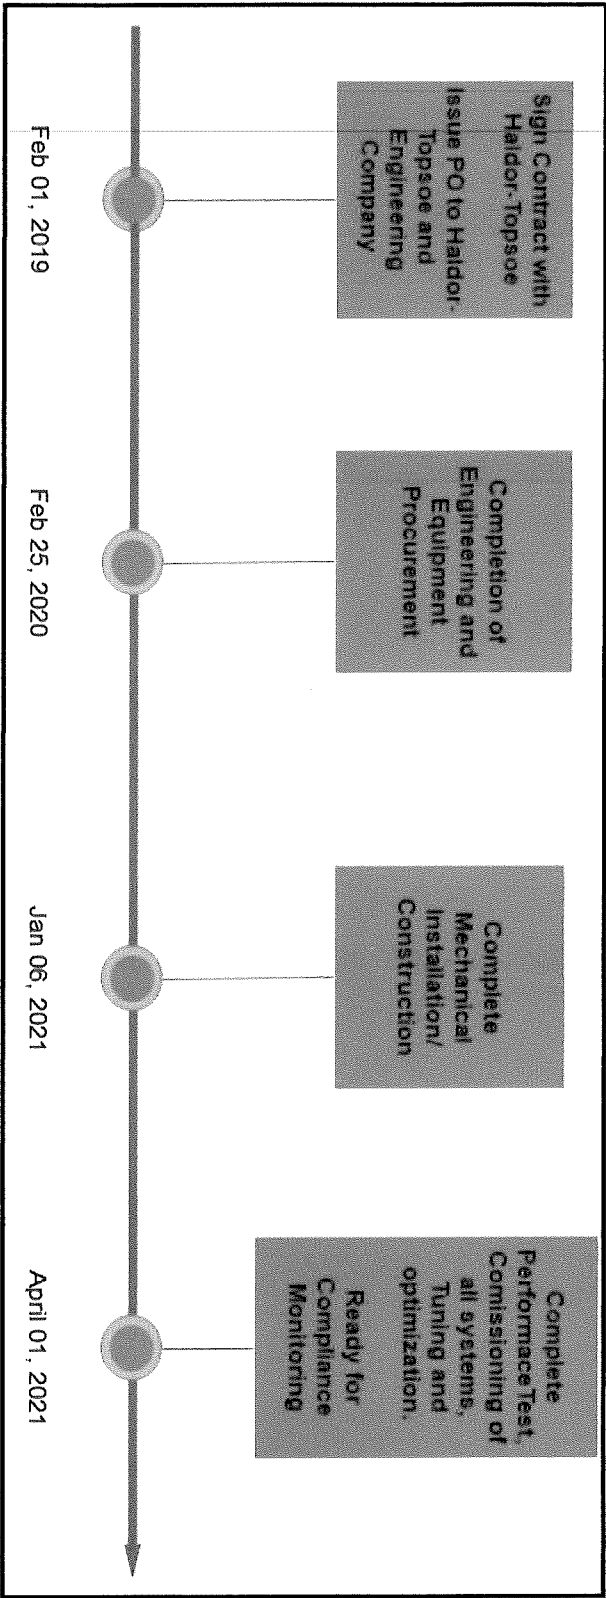 Sign Contract with
Haldor-Topsoe
Issue PO to Haldor-
Topsoe and
Engineering
Company
Feb 01, 2019
Completion of
Engineering and
Equipment
Procurement
Feb 25, 2020
Complete
Mechanical
Installation/
Construction
Jan 06, 2021
Complete
Performace Test,
Comissioning of
all systems,
Tuning and
optimization.
Ready for
Compliance
Monitoring
April 01, 2021